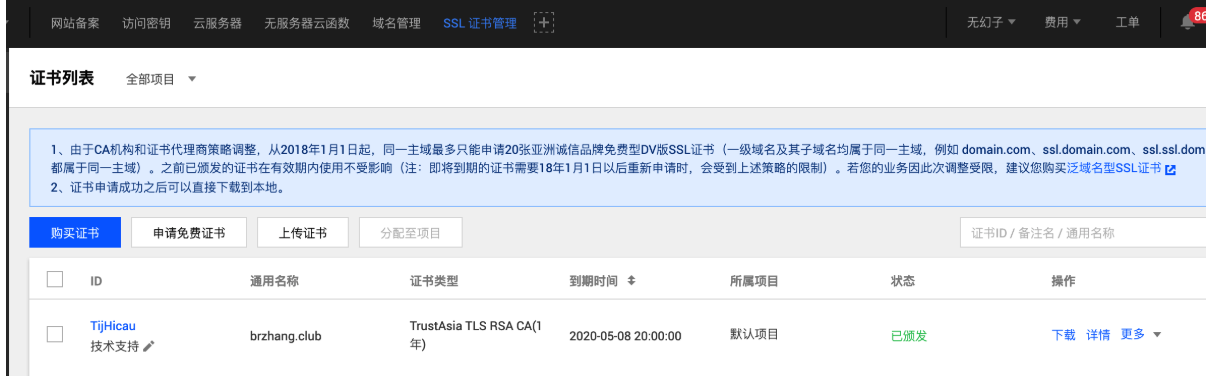 网站备案 访问密钥 云服务器 无服务器云函数 域名管理 SSL 证书管理 无幻子 费用 工单 86
证书列表 全部项目
1、由于CA机构和证书代理商策略调整，从2018年1月1日起，同一主域最多只能申请20张亚洲诚信品牌免费型DV版SSL证书（一级域名及其子域名均属于同一主域，例如 domain.com、ssl.domain.com、ssl.ssl.dom
都属于同一主域）。之前已颁发的证书在有效期内使用不受影响（注：即将到期的证书需要18年1月1日以后重新申请时，会受到上述策略的限制）。若您的业务因此次调整受限，建议您购买泛域名型SSL证书
2、证书申请成功之后可以直接下载到本地。
购买证书 申请免费证书 上传证书 分配至项目 证书ID / 备注名 / 通用名称
ID 通用名称 证书类型 到期时间 所属项目 状态 操作
TijHicau brzhang.club TrustAsia TLS RSA CA(1 2020-05-08 20:00:00 默认项目 已颁发 下载 详情 更多
技术支持 年)